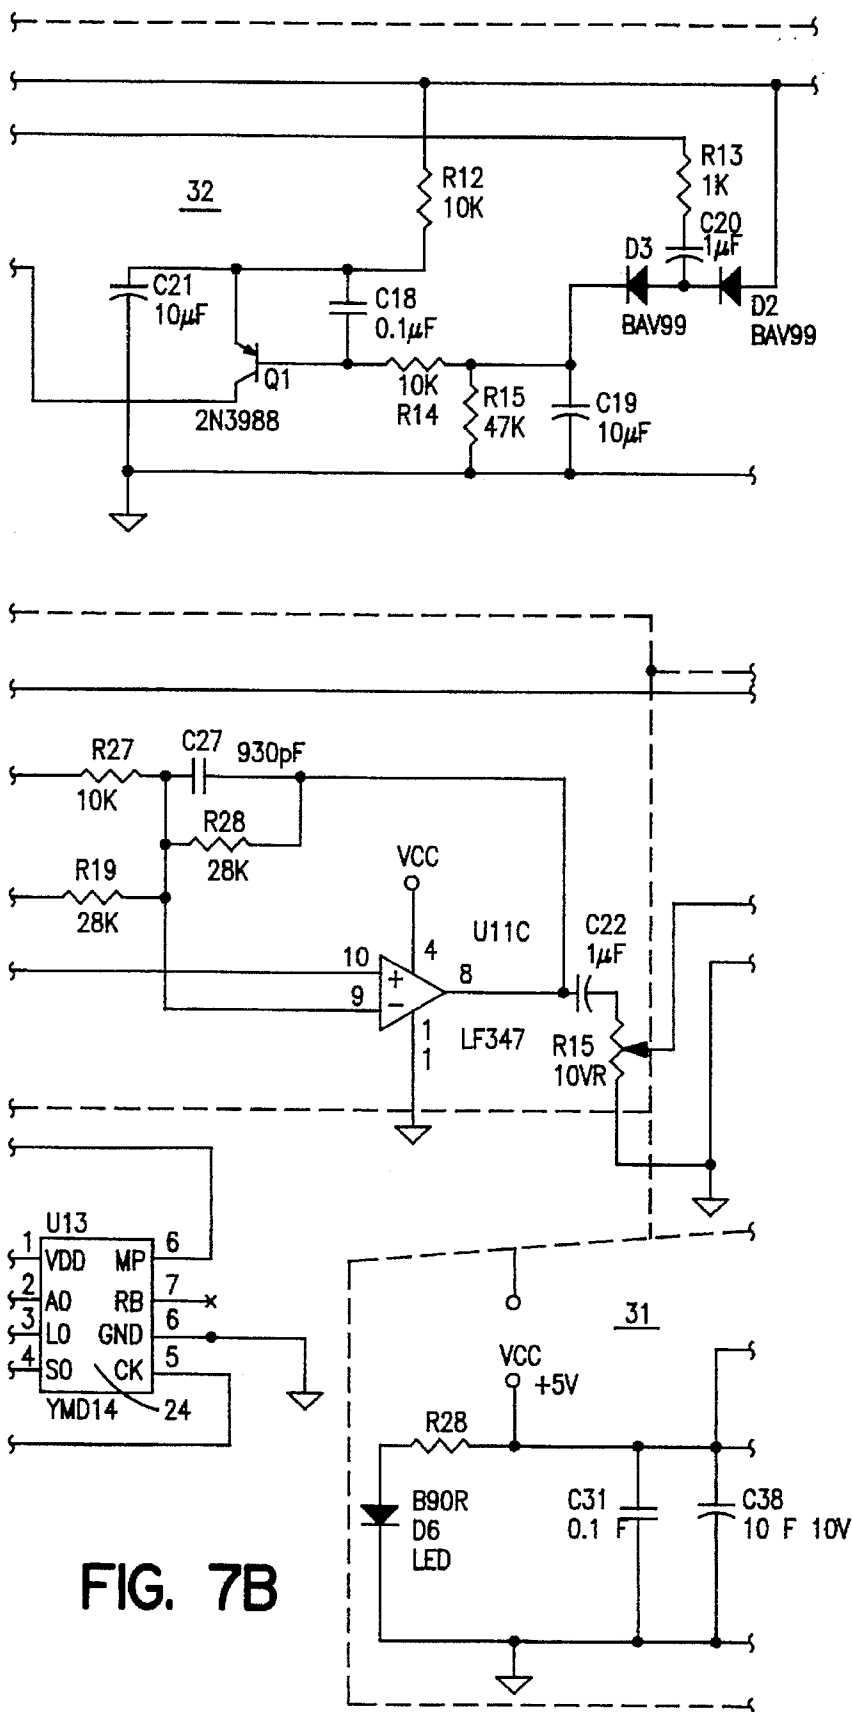 R13
1K
R12
10K
32
C20
1µF
D3
BAV99
D2
BAV99
C21
10µF
C18
0.1µF
Q1
2N3988
10K
R14
R15
47K
C19
10µF
R27
10K
C27
930pF
R28
28K
R19
28K
VCC
U11C
C22
1µF
10
+
4
8
9
−
1
1
LF347
R15
10VR
U13
1
VDD
MP
6
2
AO
RB
7
×
3
LO
GND
6
4
SO
CK
5
YMD14
24
31
VCC
+5V
R28
B90R
D6
LED
C31
0.1 F
C38
10 F 10V
FIG. 7B